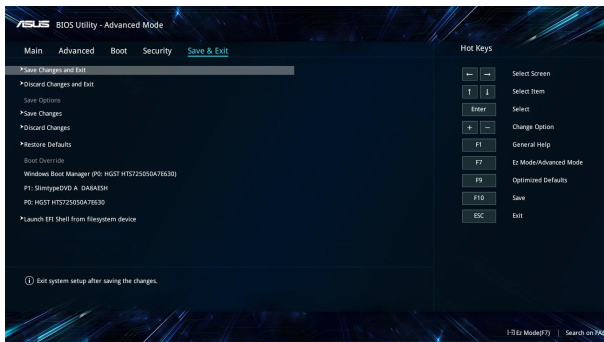 ASUS BIOS Utility - Advanced Mode
Main Advanced Boot Security Save & Exit
Hot Keys
Save Changes and Exit
Discard Changes and Exit
Save Options
Save Changes
Discard Changes
Restore Defaults
Boot Override
Windows Boot Manager (P0: HGST HTS725050A7E630)
P1: SlimtypeDVD A DA8AESH
P0: HGST HTS725050A7E630
Launch EFI Shell from filesystem device
← → Select Screen
↑ ↓ Select Item
Enter Select
+ - Change Option
F1 General Help
F7 Ez Mode/Advanced Mode
F9 Optimized Defaults
F10 Save
ESC Exit
Exit system setup after saving the changes.
Ez Mode(F7) | Search on FA